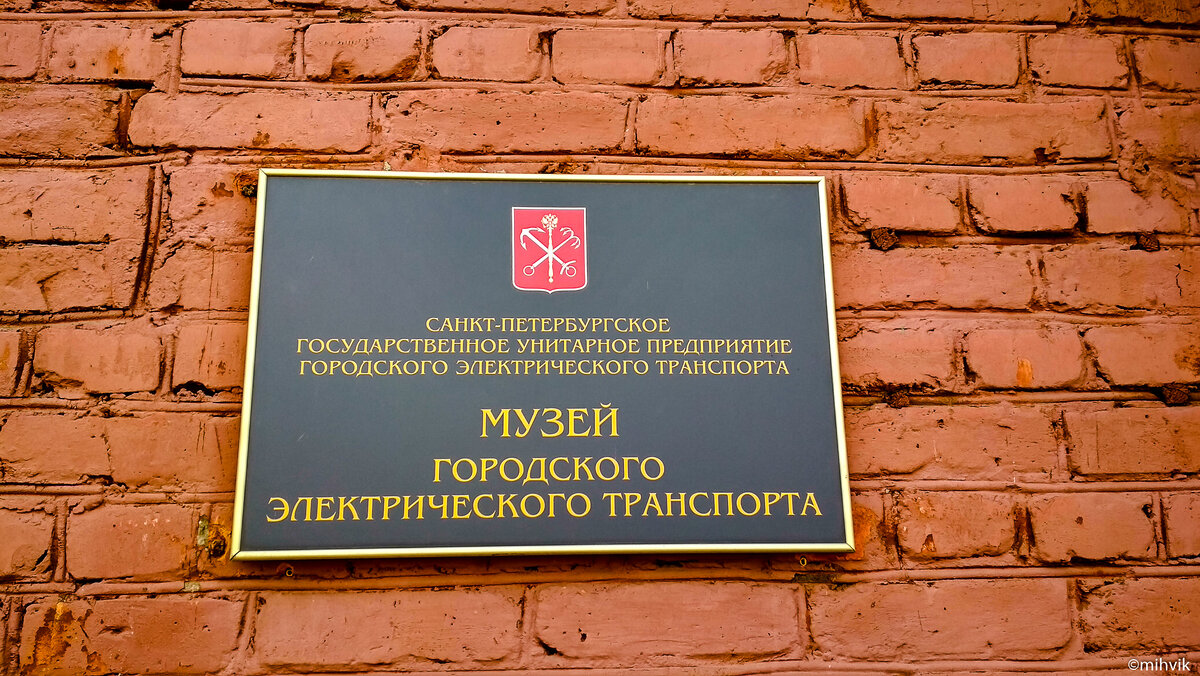 САНКТ-ПЕТЕРБУРГСКОЕ
ГОСУДАРСТВЕННОЕ УНИТАРНОЕ ПРЕДПРИЯТИЕ
ГОРОДСКОГО ЭЛЕКТРИЧЕСКОГО ТРАНСПОРТА
МУЗЕЙ
ГОРОДСКОГО
ЭЛЕКТРИЧЕСКОГО ТРАНСПОРТА
©mihvik